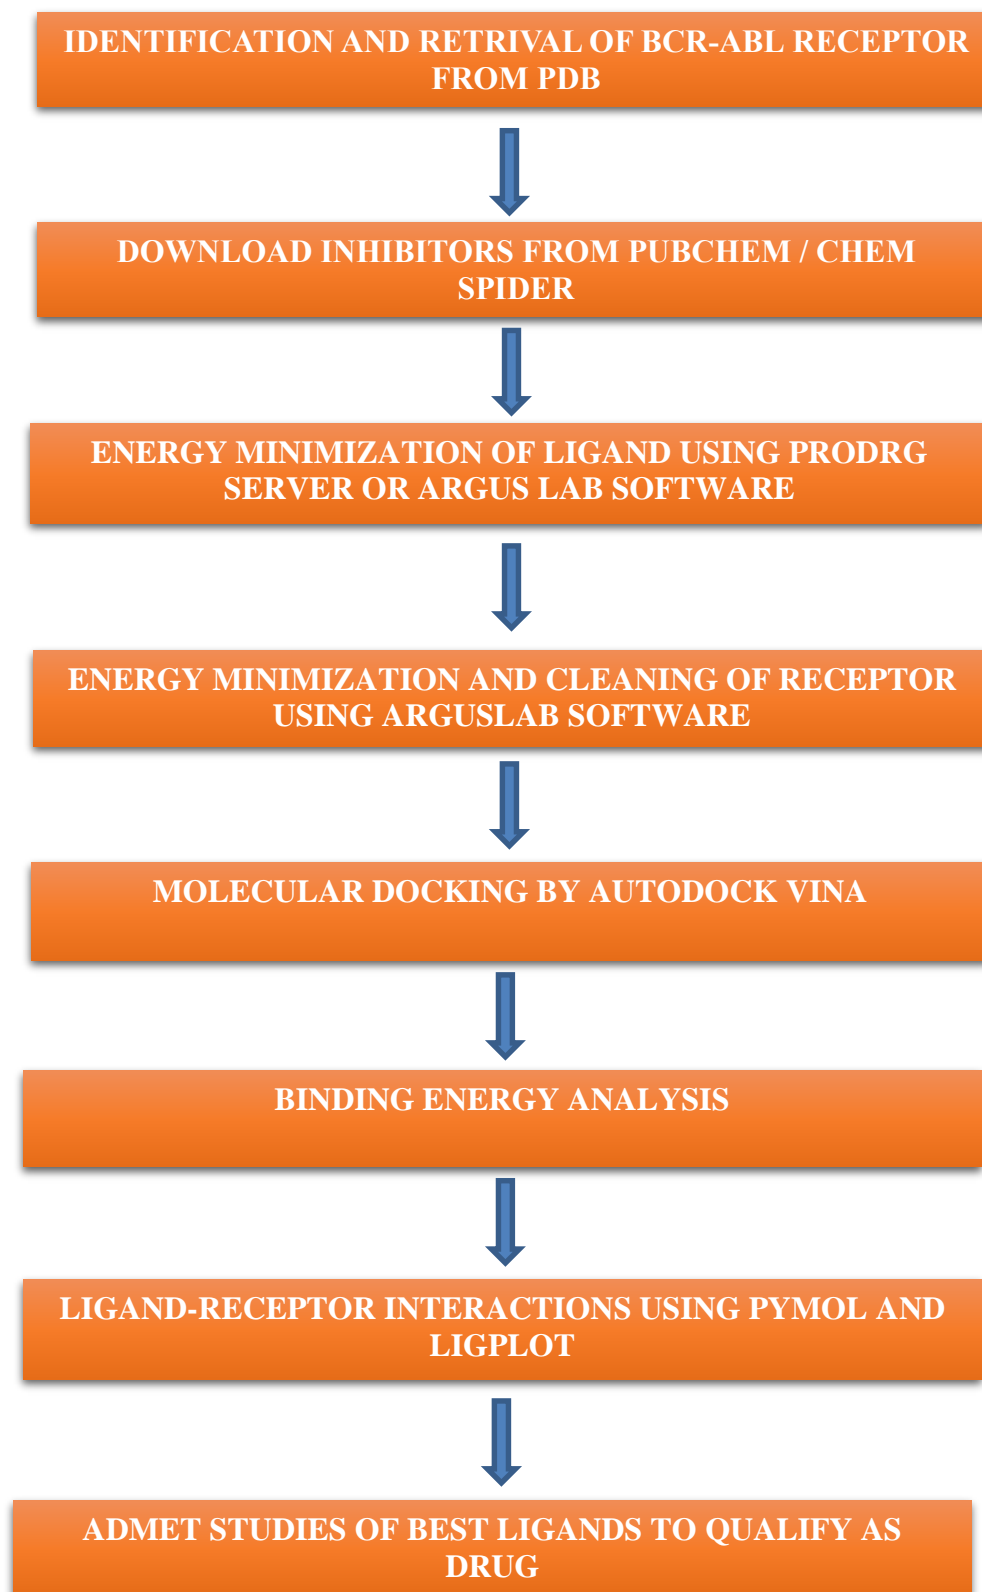 IDENTIFICATION AND RETRIVAL OF BCR-ABL RECEPTOR
FROM PDB
DOWNLOAD INHIBITORS FROM PUBCHEM / CHEM
SPIDER
ENERGY MINIMIZATION OF LIGAND USING PRODRG
SERVER OR ARGUS LAB SOFTWARE
ENERGY MINIMIZATION AND CLEANING OF RECEPTOR
USING ARGUSLAB SOFTWARE
MOLECULAR DOCKING BY AUTODOCK VINA
BINDING ENERGY ANALYSIS
LIGAND-RECEPTOR INTERACTIONS USING PYMOL AND
LIGPLOT
ADMET STUDIES OF BEST LIGANDS TO QUALIFY AS
DRUG